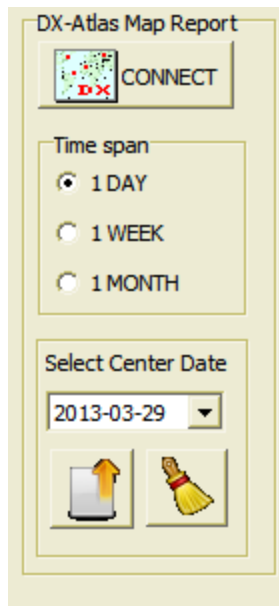 DX-Atlas Map Report
DX CONNECT
Time span
1 DAY
1 WEEK
1 MONTH
Select Center Date
2013-03-29